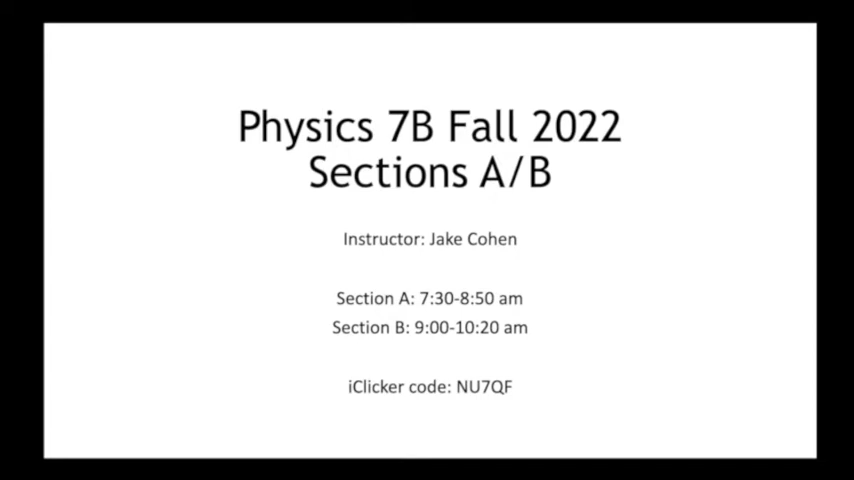 Physics 7B Fall 2022
Sections A/B
Instructor: Jake Cohen
Section A: 7:30-8:50 am
Section B: 9:00-10:20 am
iClicker code: NU7QF